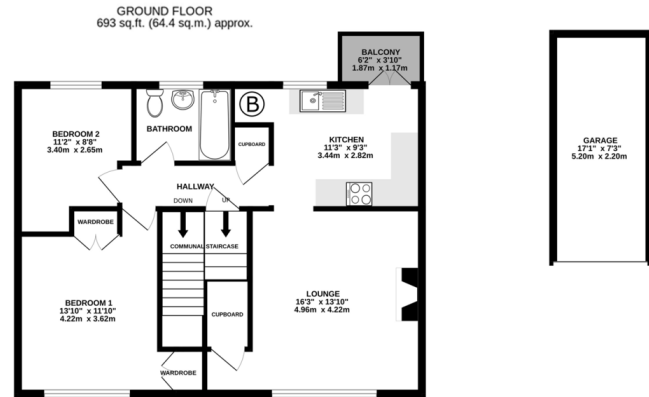 GROUND FLOOR
693 sq.ft. (64.4 sq.m.) approx.
BALCONY
6'2" x 3'10"
1.87m x 1.17m
B
BEDROOM 2
11'2" x 8'8"
3.40m x 2.65m
BATHROOM
CUPBOARD
KITCHEN
11'3" x 9'3"
3.44m x 2.82m
GARAGE
17'1" x 7'3"
5.20m x 2.20m
HALLWAY
DOWN
UP
WARDROBE
COMMUNAL STAIRCASE
BEDROOM 1
13'10" x 11'10"
4.22m x 3.62m
CUPBOARD
LOUNGE
16'3" x 13'10"
4.96m x 4.22m
WARDROBE